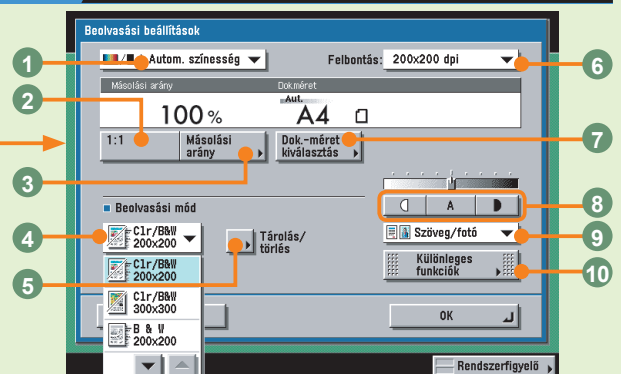 Beolvasási beállítások
1
Autom. színesség
Felbontás: 200x200 dpi
6
Másolási arány
Dokméret
2
Aut.
100 %
A4
1:1
Másolási
arány
Dok.-méret
kiválasztás
7
3
8
A
Beolvasási mód
4
Clr/B&W
200x200
Tárolás/
törlés
Szöveg/fotó
9
5
Clr/B&W
200x200
Különleges
funkciók
10
Clr/B&W
300x300
OK
B & W
200x200
Rendszerfigyelő